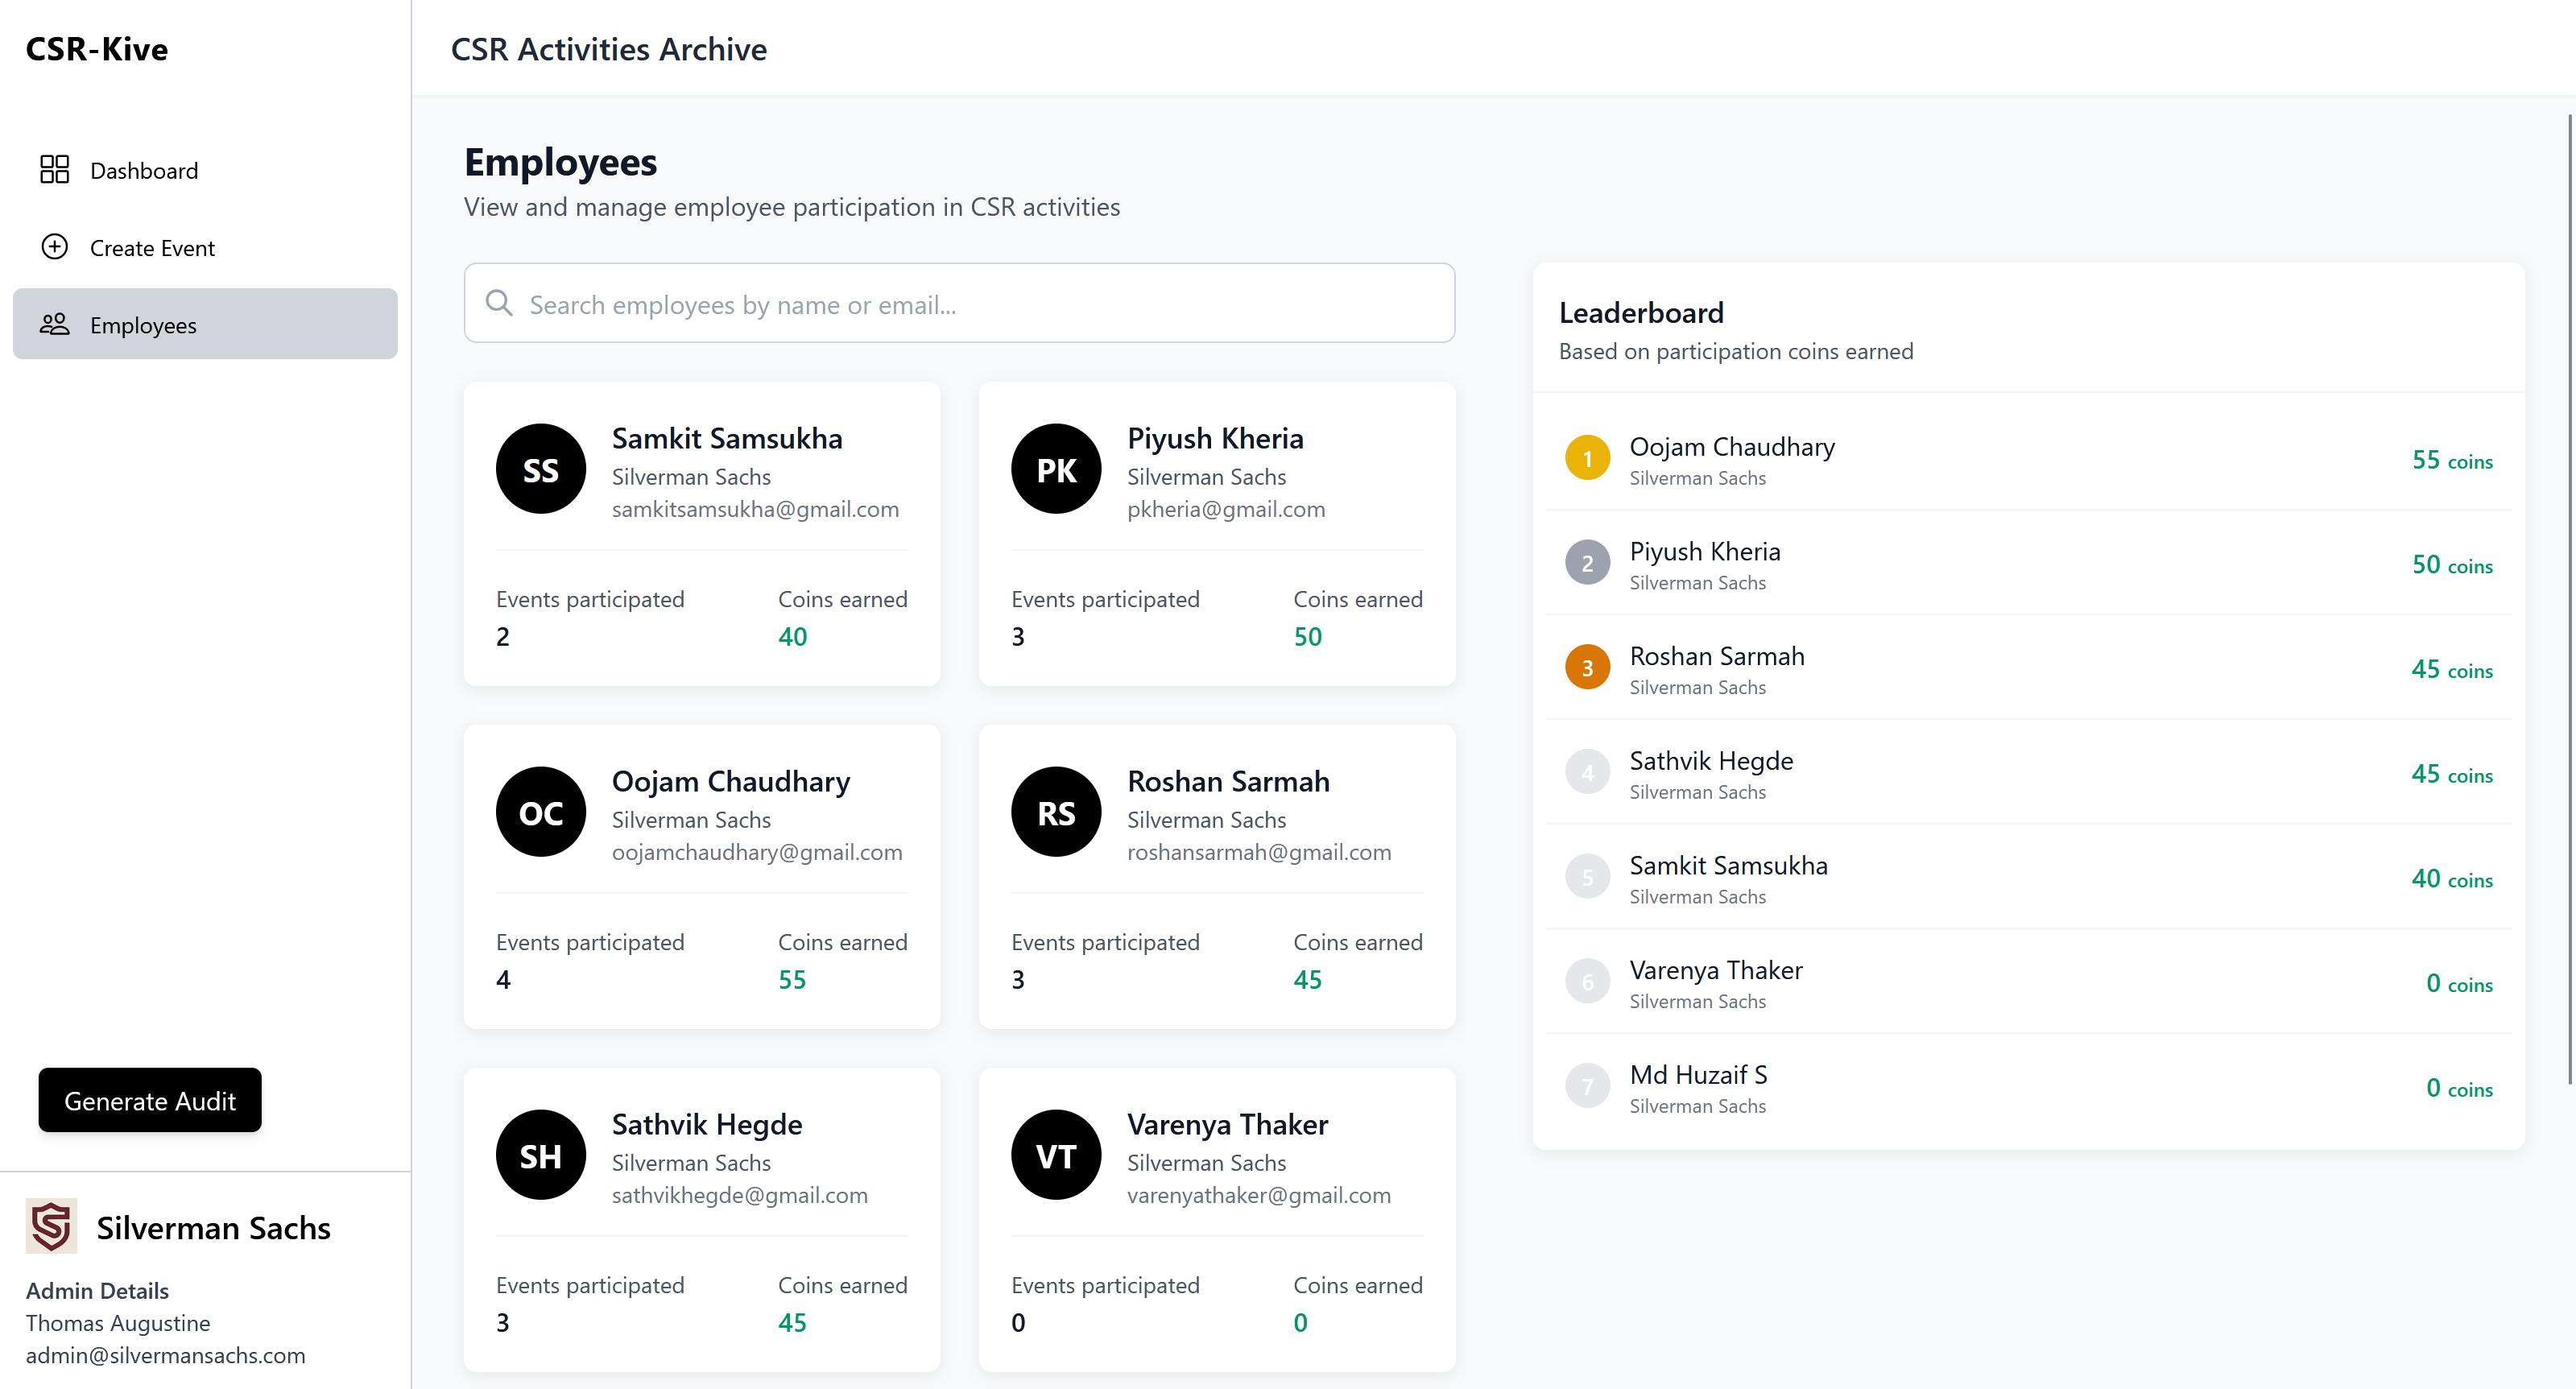 CSR-Kive
Dashboard
Create Event
Employees
Generate Audit
Silverman Sachs
Admin Details
Thomas Augustine
admin@silvermansachs.com
CSR Activities Archive
Employees
View and manage employee participation in CSR activities
Search employees by name or email...
SS
Samkit Samsukha
Silverman Sachs
samkitsamsukha@gmail.com
Events participated
2
Coins earned
40
PK
Piyush Kheria
Silverman Sachs
pkheria@gmail.com
Events participated
3
Coins earned
50
OC
Oojam Chaudhary
Silverman Sachs
oojamchaudhary@gmail.com
Events participated
4
Coins earned
55
RS
Roshan Sarmah
Silverman Sachs
roshansarmah@gmail.com
Events participated
3
Coins earned
45
SH
Sathvik Hegde
Silverman Sachs
sathvikhegde@gmail.com
Events participated
3
Coins earned
45
VT
Varenya Thaker
Silverman Sachs
varenyathaker@gmail.com
Events participated
0
Coins earned
0
Leaderboard
Based on participation coins earned
1
Oojam Chaudhary
Silverman Sachs
55 coins
2
Piyush Kheria
Silverman Sachs
50 coins
3
Roshan Sarmah
Silverman Sachs
45 coins
4
Sathvik Hegde
Silverman Sachs
45 coins
5
Samkit Samsukha
Silverman Sachs
40 coins
6
Varenya Thaker
Silverman Sachs
0 coins
7
Md Huzaif S
Silverman Sachs
0 coins